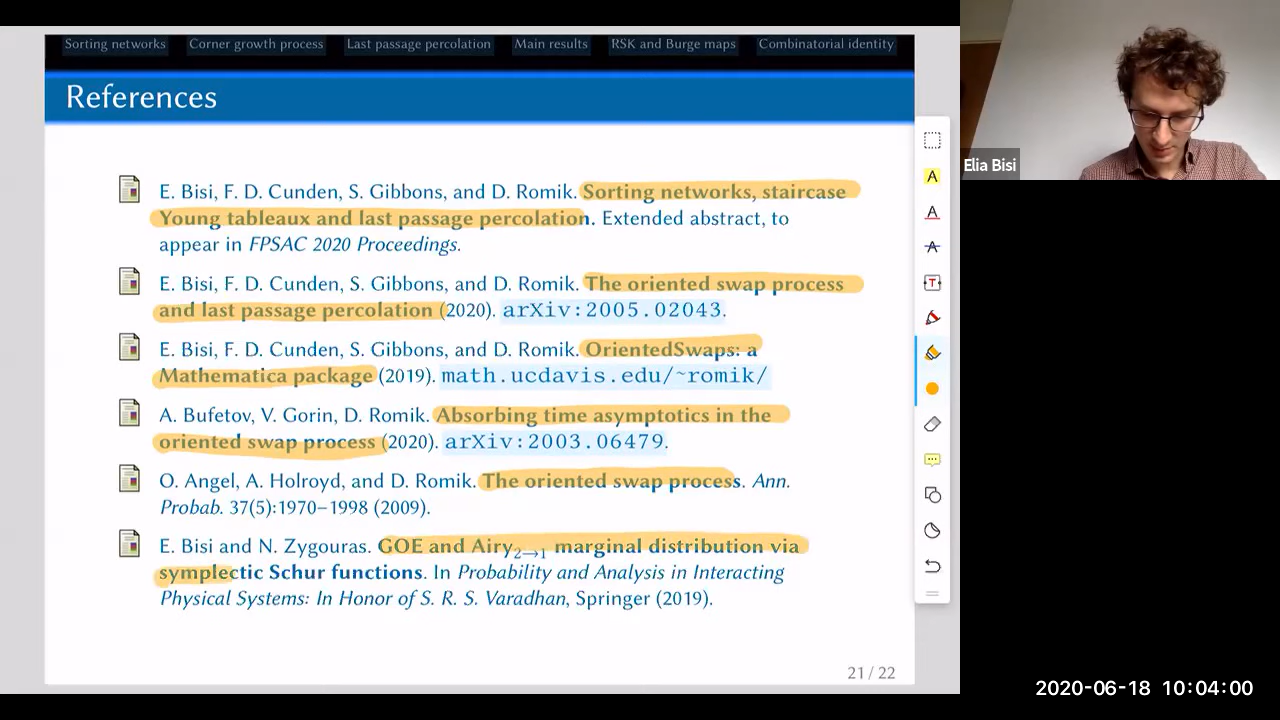 Sorting networks Corner growth process Last passage percolation Main results RSK and Burge maps Combinatorial identity
References
E. Bisi, F. D. Cunden, S. Gibbons, and D. Romik. Sorting networks, staircase
Young tableaux and last passage percolation. Extended abstract, to
appear in FPSAC 2020 Proceedings.
E. Bisi, F. D. Cunden, S. Gibbons, and D. Romik. The oriented swap process
and last passage percolation (2020). arXiv:2005.02043.
E. Bisi, F. D. Cunden, S. Gibbons, and D. Romik. OrientedSwaps: a
Mathematica package (2019). math.ucdavis.edu/~romik/
A. Bufetov, V. Gorin, D. Romik. Absorbing time asymptotics in the
oriented swap process (2020). arXiv:2003.06479.
O. Angel, A. Holroyd, and D. Romik. The oriented swap process. Ann.
Probab. 37(5):1970–1998 (2009).
E. Bisi and N. Zygouras. GOE and Airy2→1 marginal distribution via
symplectic Schur functions. In Probability and Analysis in Interacting
Physical Systems: In Honor of S. R. S. Varadhan, Springer (2019).
21 / 22
A
A
A
T
Elia Bisi
2020-06-18 10:04:00